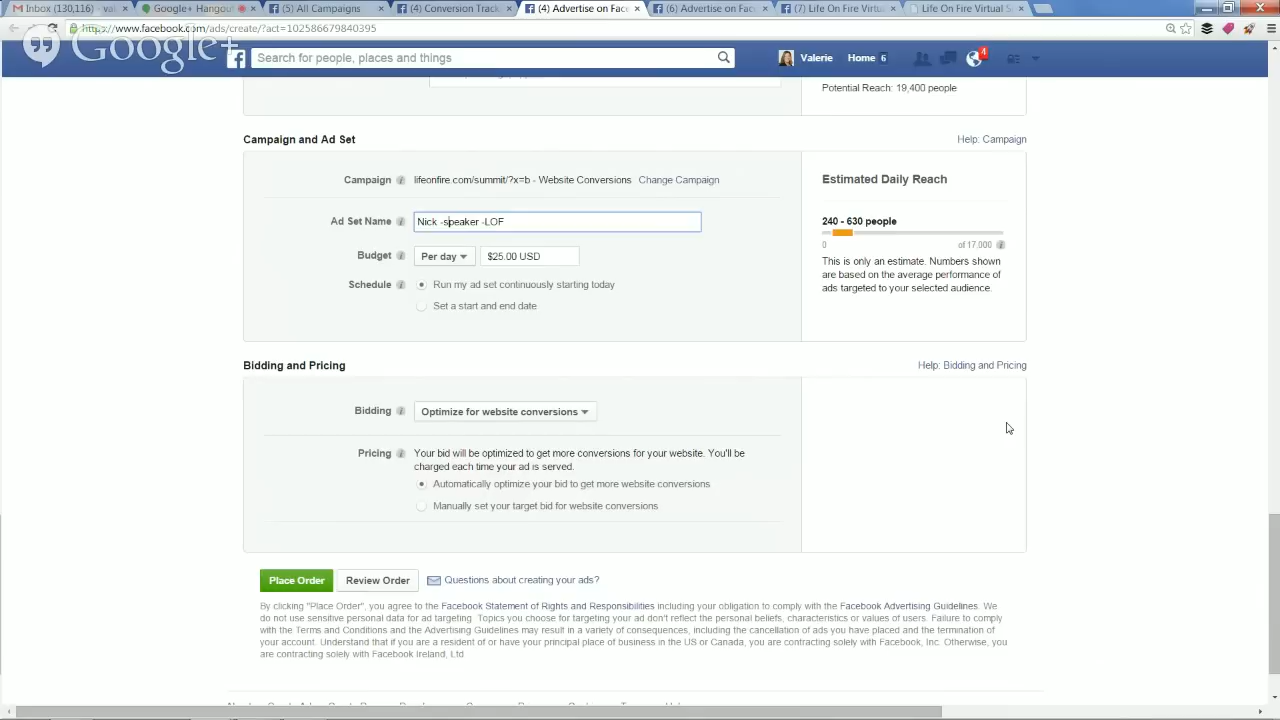 Inbox (130,116) - vale
Google+ Hangout
(5) All Campaigns
(4) Conversion Track
(4) Advertise on Face
(6) Advertise on Face
(7) Life On Fire Virtual
Life On Fire Virtual S
https://www.facebook.com/ads/create/?act=102586679840395
Google+
Search for people, places and things
Valerie
Home 6
4
Potential Reach: 19,400 people
Campaign and Ad Set
Help: Campaign
Campaign
lifeonfire.com/summit/?x=b - Website Conversions Change Campaign
Estimated Daily Reach
Ad Set Name
Nick -speaker -LOF
240 - 630 people
0
of 17,000
Budget
Per day
$25.00 USD
This is only an estimate. Numbers shown
are based on the average performance of
ads targeted to your selected audience.
Schedule
Run my ad set continuously starting today
Set a start and end date
Bidding and Pricing
Help: Bidding and Pricing
Bidding
Optimize for website conversions
Pricing
Your bid will be optimized to get more conversions for your website. You'll be
charged each time your ad is served.
Automatically optimize your bid to get more website conversions
Manually set your target bid for website conversions
Place Order
Review Order
Questions about creating your ads?
By clicking "Place Order", you agree to the Facebook Statement of Rights and Responsibilities including your obligation to comply with the Facebook Advertising Guidelines. We
do not use sensitive personal data for ad targeting. Topics you choose for targeting your ad don't reflect the personal beliefs, characteristics or values of users. Failure to comply
with the Terms and Conditions and the Advertising Guidelines may result in a variety of consequences, including the cancellation of ads you have placed and the termination of
your account. Understand that if you are a resident of or have your principal place of business in the US or Canada, you are contracting solely with Facebook, Inc. Otherwise, you
are contracting solely with Facebook Ireland, Ltd